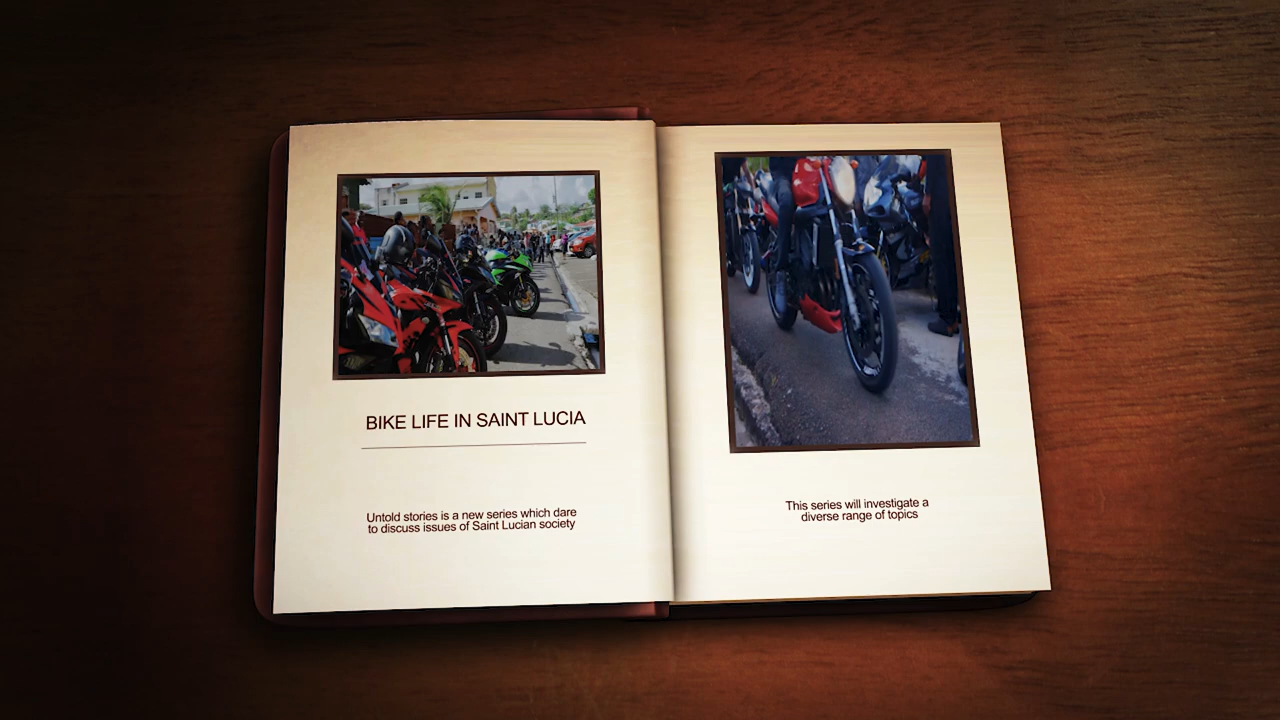 BIKE LIFE IN SAINT LUCIA
Untold stories is a new series which dare
to discuss issues of Saint Lucian society
This series will investigate a
diverse range of topics